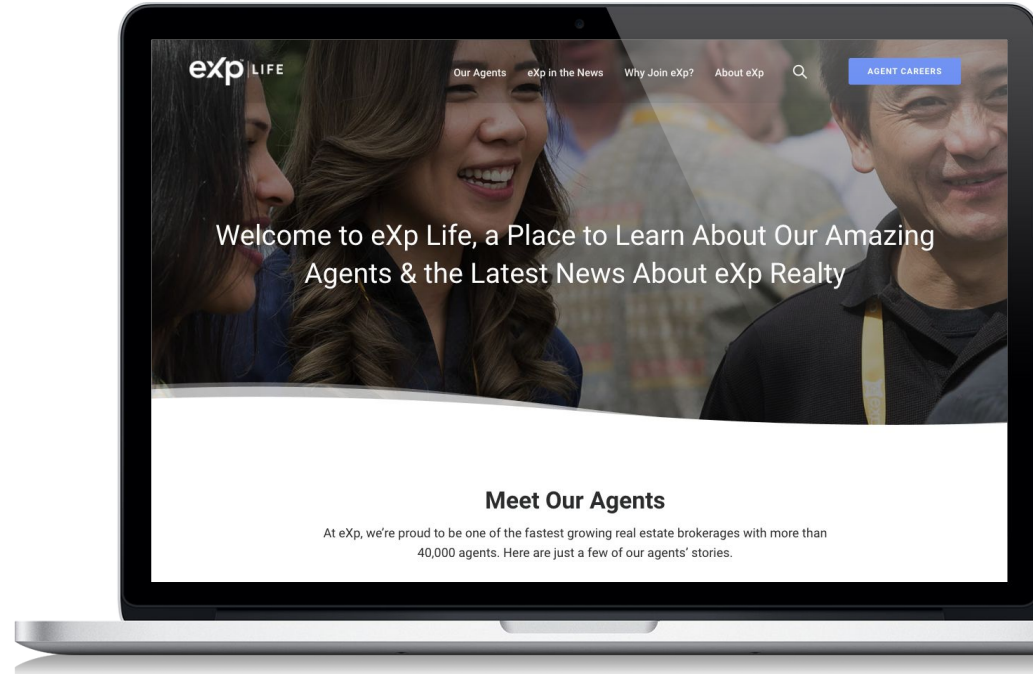 eXp LIFE
Our Agents eXp in the News Why Join eXp? About eXp AGENT CAREERS
Welcome to eXp Life, a Place to Learn About Our Amazing
Agents & the Latest News About eXp Realty
Meet Our Agents
At eXp, we’re proud to be one of the fastest growing real estate brokerages with more than
40,000 agents. Here are just a few of our agents’ stories.